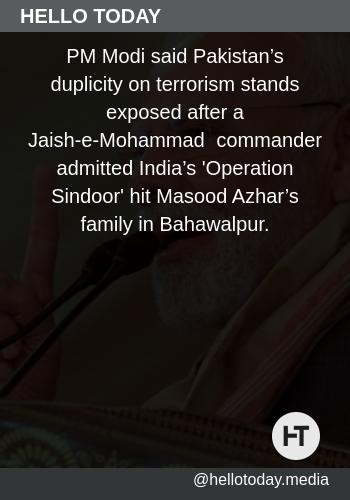 HELLO TODAY
PM Modi said Pakistan’s
duplicity on terrorism stands
exposed after a
Jaish-e-Mohammad  commander
admitted India’s 'Operation
Sindoor' hit Masood Azhar’s
family in Bahawalpur.
HT
@hellotoday.media